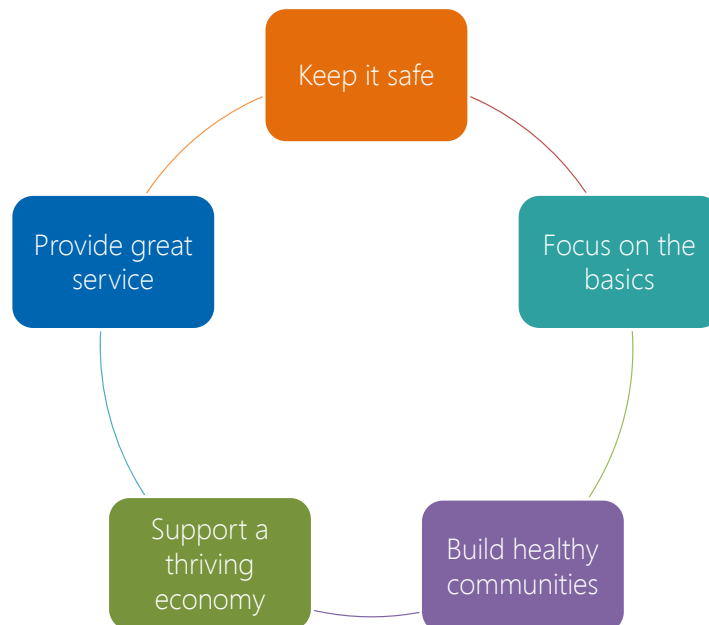 Keep it safe
Focus on the
basics
Build healthy
communities
Support a
thriving
economy
Provide great
service